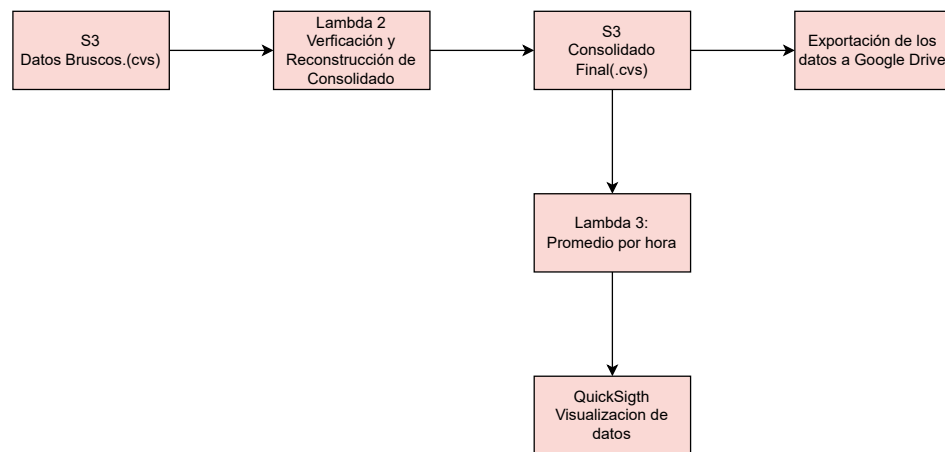 S3
Datos Bruscos.(cvs)
Lambda 2
Verficación y
Reconstrucción de
Consolidado
S3
Consolidado
Final(.cvs)
Exportación de los
datos a Google Drive
Lambda 3:
Promedio por hora
QuickSigth
Visualizacion de
datos